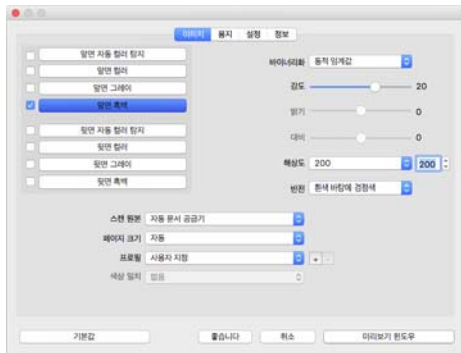 이미지 용지 설정 정보
앞면 자동 컬러 탐지
앞면 컬러
앞면 그레이
앞면 흑백
뒷면 자동 컬러 탐지
뒷면 컬러
뒷면 그레이
뒷면 흑백
바이너리화 동적 임계값
감도 20
밝기 0
대비 0
해상도 200 200
반전 흰색 바탕에 검정색
스캔 원본 자동 문서 공급기
페이지 크기 자동
프로필 사용자 지정 + -
색상 일치 없음
기본값 좋습니다 취소 미리보기 윈도우